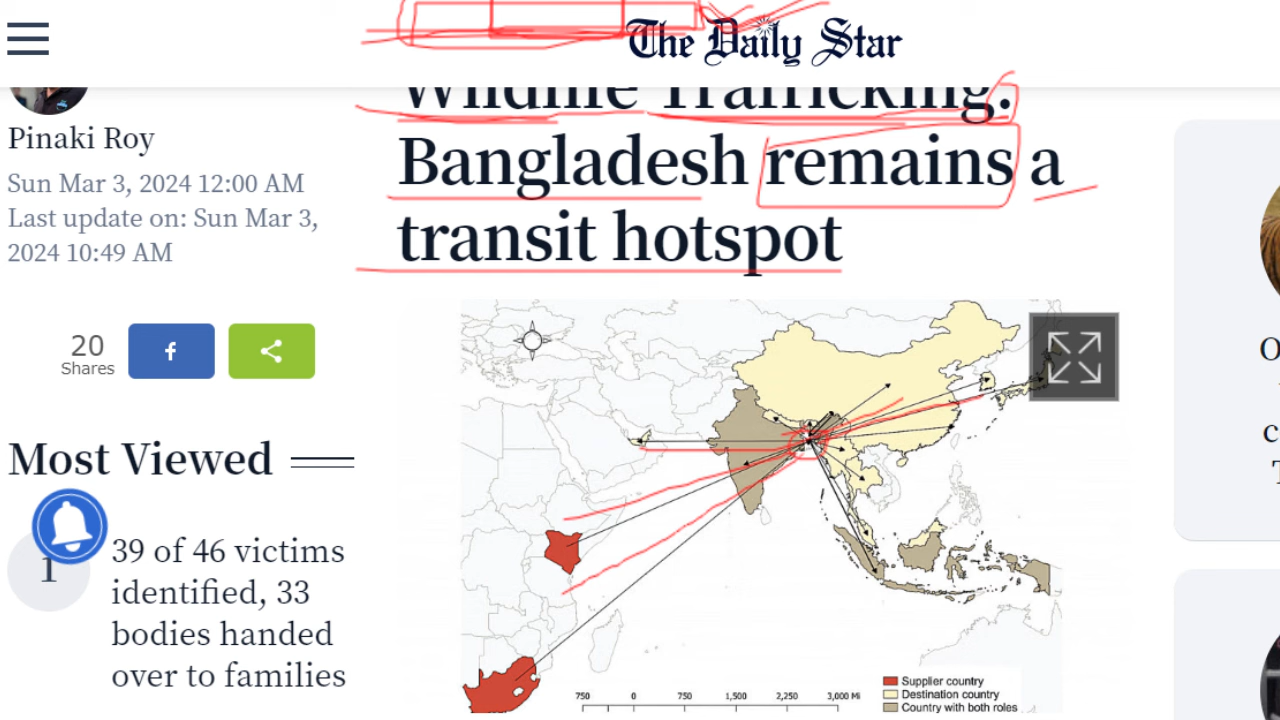 The Daily Star
Pinaki Roy
Sun Mar 3, 2024 12:00 AM
Last update on: Sun Mar 3,
2024 10:49 AM
Wildlife Trafficking:
Bangladesh remains a
transit hotspot
20
Shares
f
Most Viewed
1
39 of 46 victims
identified, 33
bodies handed
over to families
750 0 750 1,500 2,250 3,000 Mi
Supplier country
Destination country
Country with both roles
O
c